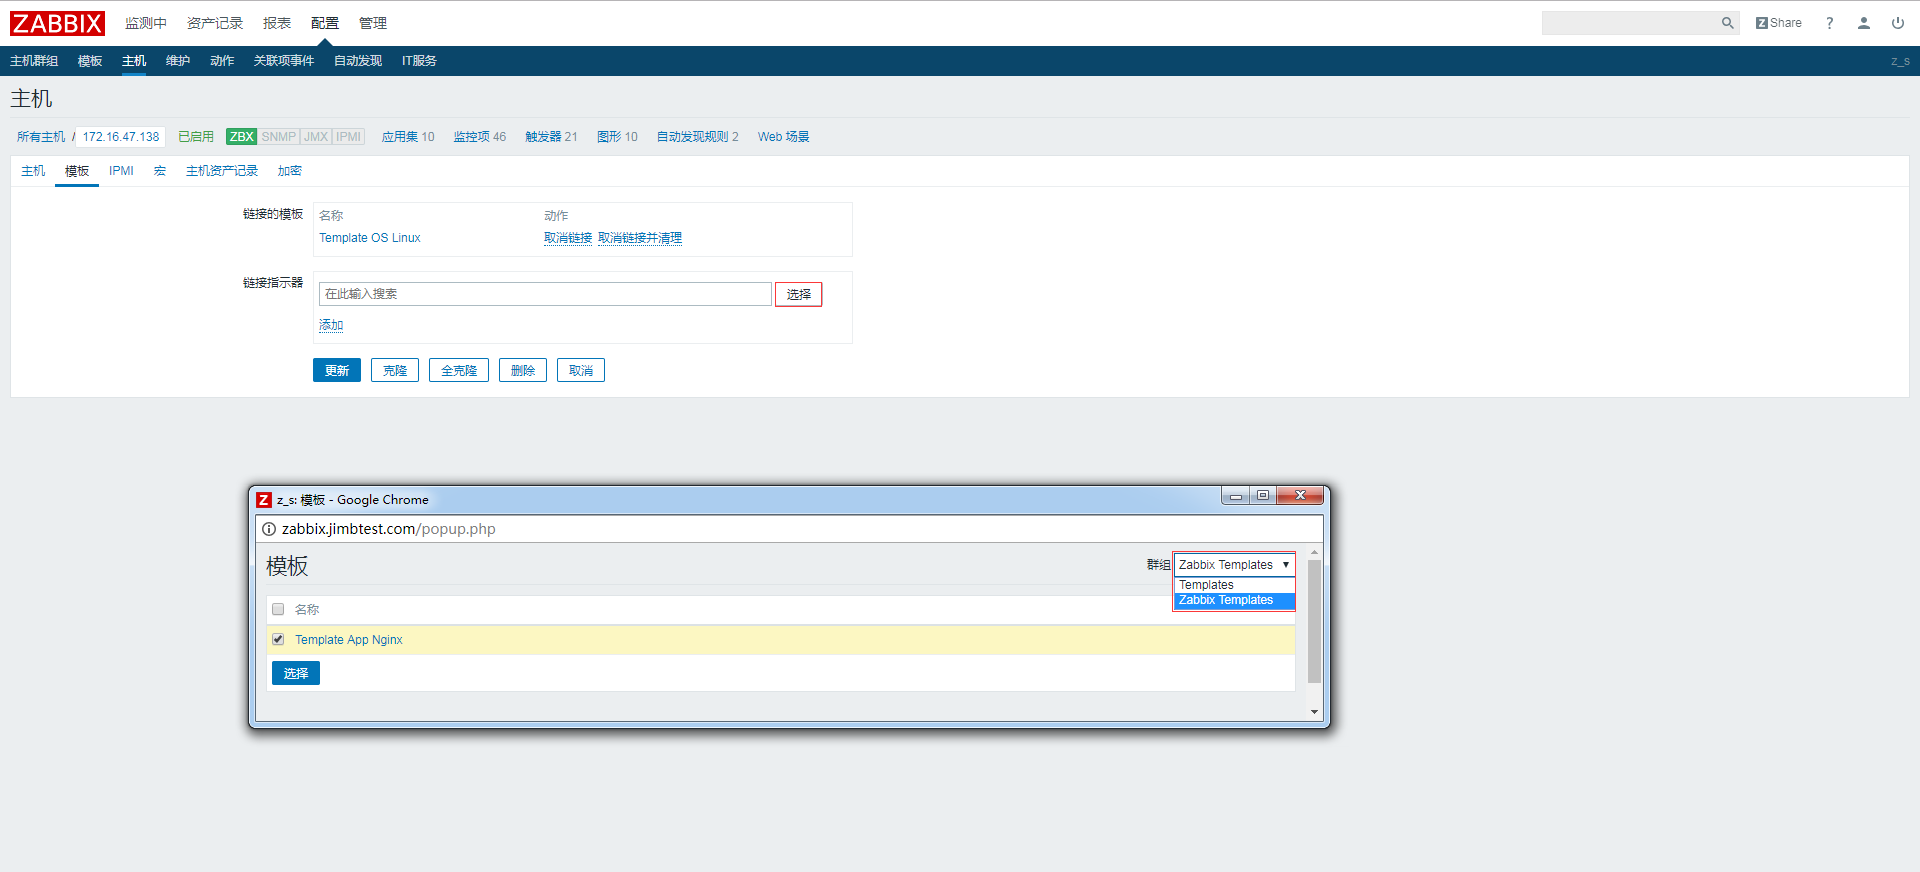 ZABBIX 监测中 资产记录 报表 配置 管理 Z Share ?
主机群组 模板 主机 维护 动作 关联项事件 自动发现 IT服务 z_s
主机
所有主机 / 172.16.47.138 已启用 ZBX SNMP JMX IPMI 应用集 10 监控项 46 触发器 21 图形 10 自动发现规则 2 Web 场景
主机 模板 IPMI 宏 主机资产记录 加密
链接的模板 名称 动作
Template OS Linux 取消链接 取消链接并清理
链接指示器 在此输入搜索 选择
添加
更新 克隆 全克隆 删除 取消
Z z_s: 模板 - Google Chrome
zabbix.jimbtest.com/popup.php
模板 群组 Zabbix Templates
Templates
Zabbix Templates
名称
Template App Nginx
选择